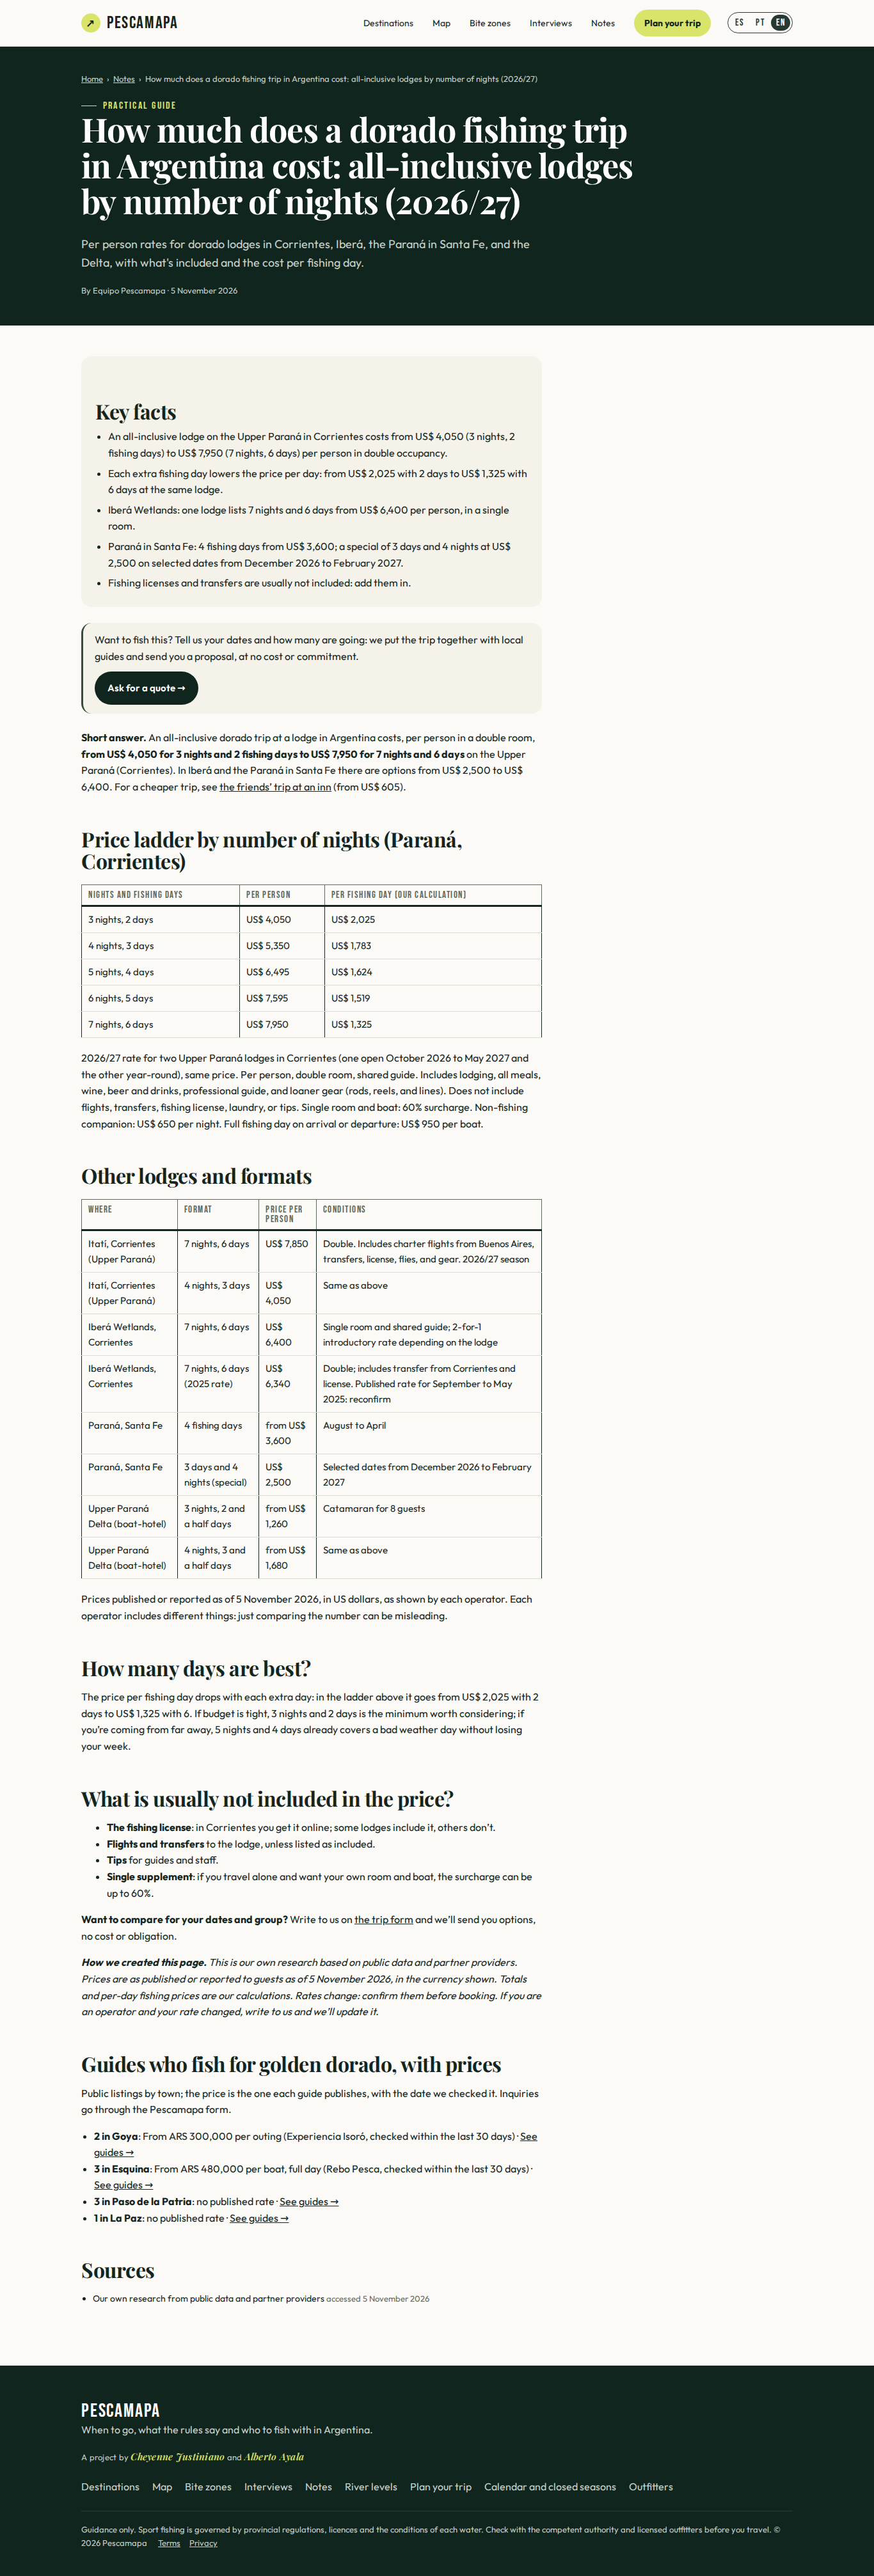 ↗ PESCAMAPA
Destinations Map Bite zones Interviews Notes Plan your trip ES PT EN
Home › Notes › How much does a dorado fishing trip in Argentina cost: all-inclusive lodges by number of nights (2026/27)
PRACTICAL GUIDE
How much does a dorado fishing trip
in Argentina cost: all-inclusive lodges
by number of nights (2026/27)
Per person rates for dorado lodges in Corrientes, Iberá, the Paraná in Santa Fe, and the
Delta, with what's included and the cost per fishing day.
By Equipo Pescamapa · 5 November 2026
Key facts
• An all-inclusive lodge on the Upper Paraná in Corrientes costs from US$ 4,050 (3 nights, 2
fishing days) to US$ 7,950 (7 nights, 6 days) per person in double occupancy.
• Each extra fishing day lowers the price per day: from US$ 2,025 with 2 days to US$ 1,325 with
6 days at the same lodge.
• Iberá Wetlands: one lodge lists 7 nights and 6 days from US$ 6,400 per person, in a single
room.
• Paraná in Santa Fe: 4 fishing days from US$ 3,600; a special of 3 days and 4 nights at US$
2,500 on selected dates from December 2026 to February 2027.
• Fishing licenses and transfers are usually not included: add them in.
Want to fish this? Tell us your dates and how many are going: we put the trip together with local
guides and send you a proposal, at no cost or commitment.
Ask for a quote →
Short answer. An all-inclusive dorado trip at a lodge in Argentina costs, per person in a double room,
from US$ 4,050 for 3 nights and 2 fishing days to US$ 7,950 for 7 nights and 6 days on the Upper
Paraná (Corrientes). In Iberá and the Paraná in Santa Fe there are options from US$ 2,500 to US$
6,400. For a cheaper trip, see the friends' trip at an inn (from US$ 605).
Price ladder by number of nights (Paraná,
Corrientes)
NIGHTS AND FISHING DAYS PER PERSON PER FISHING DAY (OUR CALCULATION)
3 nights, 2 days US$ 4,050 US$ 2,025
4 nights, 3 days US$ 5,350 US$ 1,783
5 nights, 4 days US$ 6,495 US$ 1,624
6 nights, 5 days US$ 7,595 US$ 1,519
7 nights, 6 days US$ 7,950 US$ 1,325
2026/27 rate for two Upper Paraná lodges in Corrientes (one open October 2026 to May 2027 and
the other year-round), same price. Per person, double room, shared guide. Includes lodging, all meals,
wine, beer and drinks, professional guide, and loaner gear (rods, reels, and lines). Does not include
flights, transfers, fishing license, laundry, or tips. Single room and boat: 60% surcharge. Non-fishing
companion: US$ 650 per night. Full fishing day on arrival or departure: US$ 950 per boat.
Other lodges and formats
WHERE FORMAT PRICE PER CONDITIONS
PERSON
Itatí, Corrientes 7 nights, 6 days US$ 7,850 Double. Includes charter flights from Buenos Aires,
(Upper Paraná) transfers, license, flies, and gear. 2026/27 season
Itatí, Corrientes 4 nights, 3 days US$ Same as above
(Upper Paraná) 4,050
Iberá Wetlands, 7 nights, 6 days US$ Single room and shared guide; 2-for-1
Corrientes 6,400 introductory rate depending on the lodge
Iberá Wetlands, 7 nights, 6 days US$ Double; includes transfer from Corrientes and
Corrientes (2025 rate) 6,340 license. Published rate for September to May
2025: reconfirm
Paraná, Santa Fe 4 fishing days from US$ August to April
3,600
Paraná, Santa Fe 3 days and 4 US$ Selected dates from December 2026 to February
nights (special) 2,500 2027
Upper Paraná 3 nights, 2 and from US$ Catamaran for 8 guests
Delta (boat-hotel) a half days 1,260
Upper Paraná 4 nights, 3 and from US$ Same as above
Delta (boat-hotel) a half days 1,680
Prices published or reported as of 5 November 2026, in US dollars, as shown by each operator. Each
operator includes different things: just comparing the number can be misleading.
How many days are best?
The price per fishing day drops with each extra day: in the ladder above it goes from US$ 2,025 with 2
days to US$ 1,325 with 6. If budget is tight, 3 nights and 2 days is the minimum worth considering; if
you're coming from far away, 5 nights and 4 days already covers a bad weather day without losing
your week.
What is usually not included in the price?
• The fishing license: in Corrientes you get it online; some lodges include it, others don't.
• Flights and transfers to the lodge, unless listed as included.
• Tips for guides and staff.
• Single supplement: if you travel alone and want your own room and boat, the surcharge can be
up to 60%.
Want to compare for your dates and group? Write to us on the trip form and we'll send you options,
no cost or obligation.
How we created this page. This is our own research based on public data and partner providers.
Prices are as published or reported to guests as of 5 November 2026, in the currency shown. Totals
and per-day fishing prices are our calculations. Rates change: confirm them before booking. If you are
an operator and your rate changed, write to us and we'll update it.
Guides who fish for golden dorado, with prices
Public listings by town; the price is the one each guide publishes, with the date we checked it. Inquiries
go through the Pescamapa form.
• 2 in Goya: From ARS 300,000 per outing (Experiencia Isoró, checked within the last 30 days) · See
guides →
• 3 in Esquina: From ARS 480,000 per boat, full day (Rebo Pesca, checked within the last 30 days) ·
See guides →
• 3 in Paso de la Patria: no published rate · See guides →
• 1 in La Paz: no published rate · See guides →
Sources
• Our own research from public data and partner providers accessed 5 November 2026
PESCAMAPA
When to go, what the rules say and who to fish with in Argentina.
A project by Cheyenne Justiniano and Alberto Ayala
Destinations Map Bite zones Interviews Notes River levels Plan your trip Calendar and closed seasons Outfitters
Guidance only. Sport fishing is governed by provincial regulations, licences and the conditions of each water. Check with the competent authority and licensed outfitters before you travel. ©
2026 Pescamapa Terms Privacy